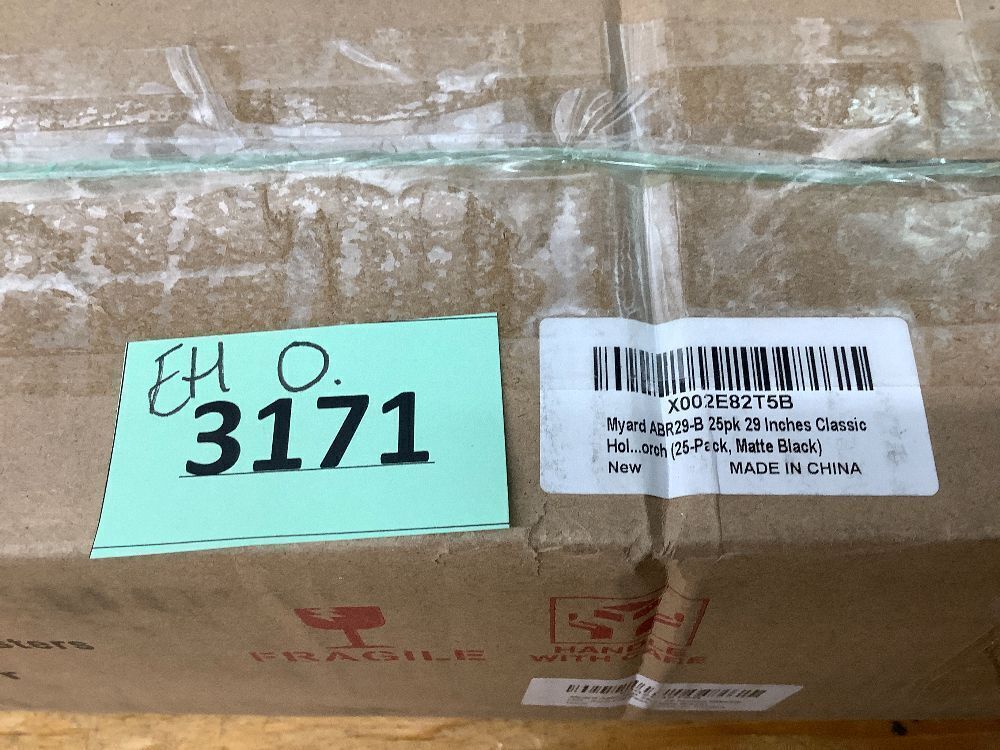 EH O.
3171
X002E82T5B
Myard ABR29-B 25pk 29 Inches Classic
Hol...orch (25-Pack, Matte Black)
New MADE IN CHINA
sters
FRAGILE
HANDLE
WITH CARE